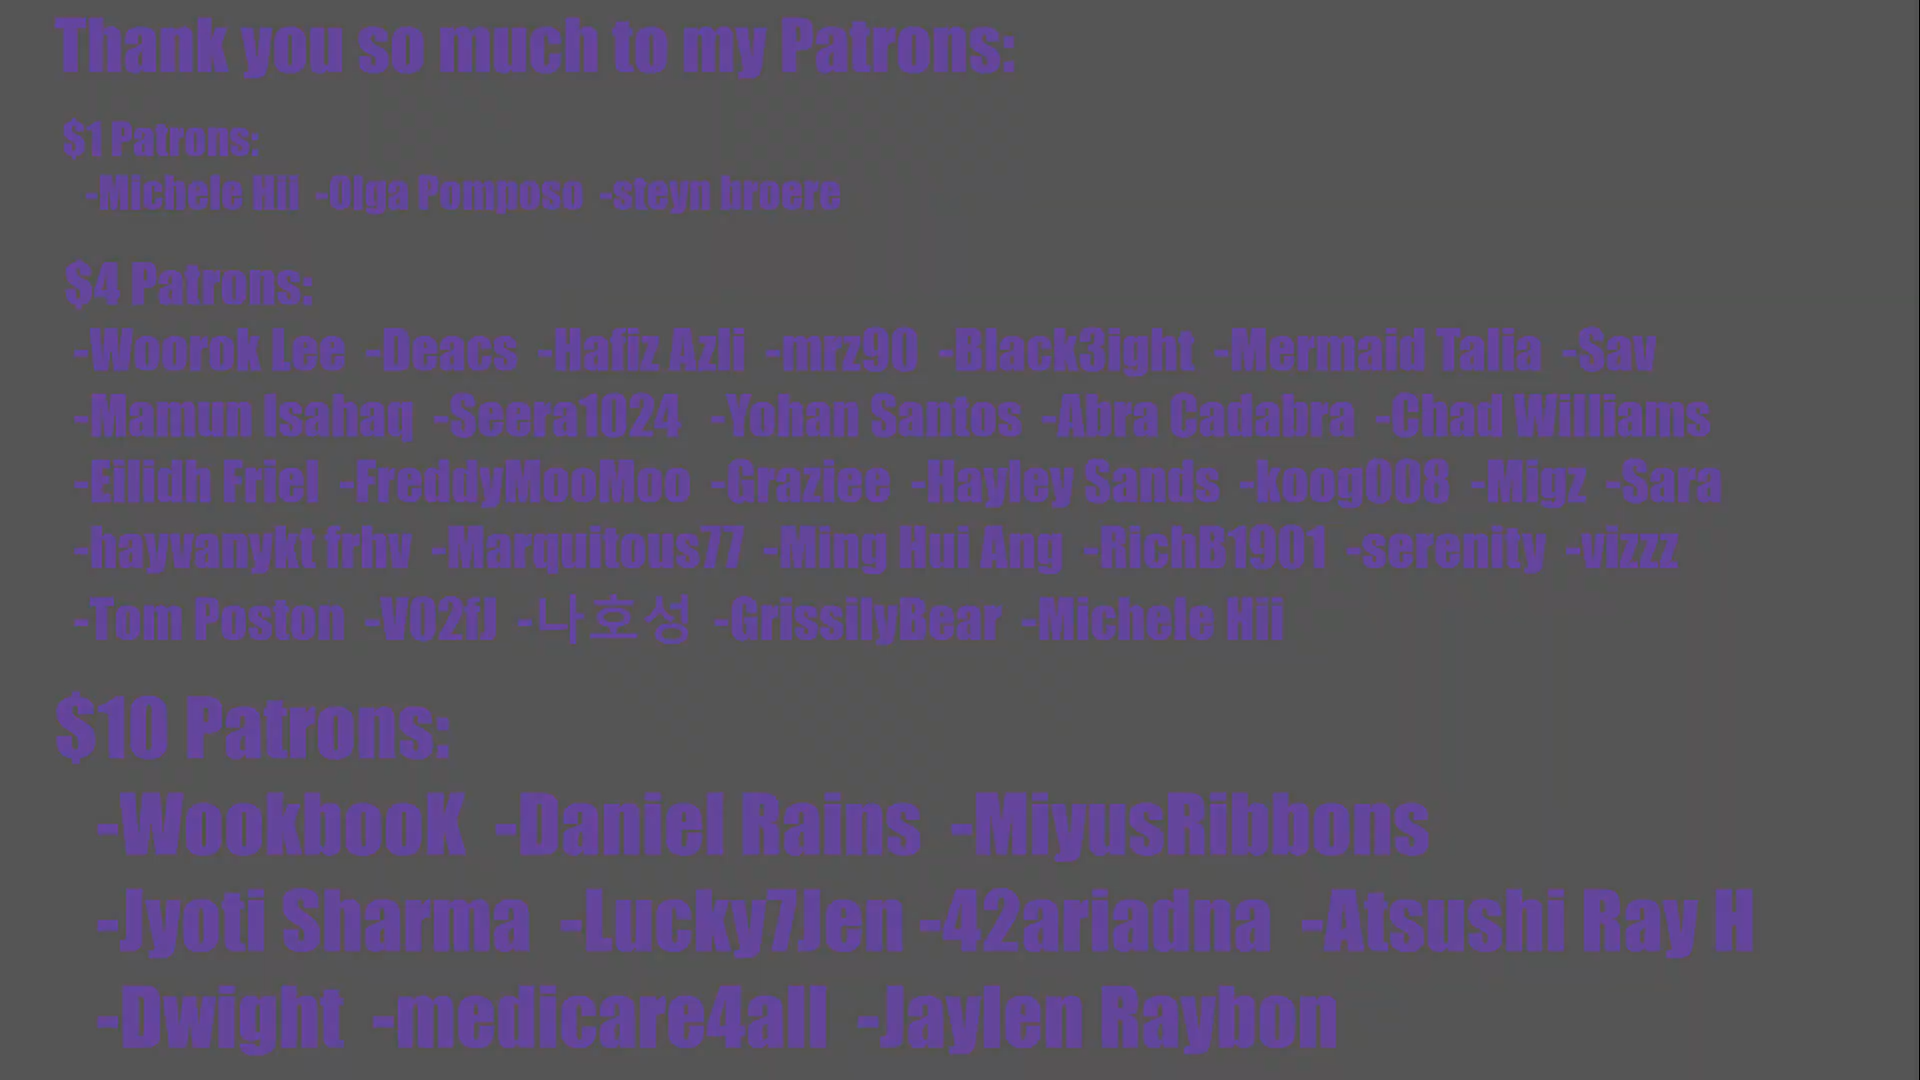 Thank you so much to my Patrons:
$1 Patrons:
-Michele Hii -Olga Pomposo -steyn broere
$4 Patrons:
-Woorok Lee -Deacs -Hafiz Azli -mrz90 -Black3ight -Mermaid Talia -Sav
-Mamun Isahaq -Seera1024 -Yohan Santos -Abra Cadabra -Chad Williams
-Eilidh Friel -FreddyMooMoo -Graziee -Hayley Sands -koog008 -Migz -Sara
-hayvanykt frhv -Marquitous77 -Ming Hui Ang -RichB1901 -serenity -vizzz
-Tom Poston -VO2fJ -나호성 -GrissilyBear -Michele Hii
$10 Patrons:
-WookbooK -Daniel Rains -MiyusRibbons
-Jyoti Sharma -Lucky7Jen -42ariadna -Atsushi Ray H
-Dwight -medicare4all -Jaylen Raybon